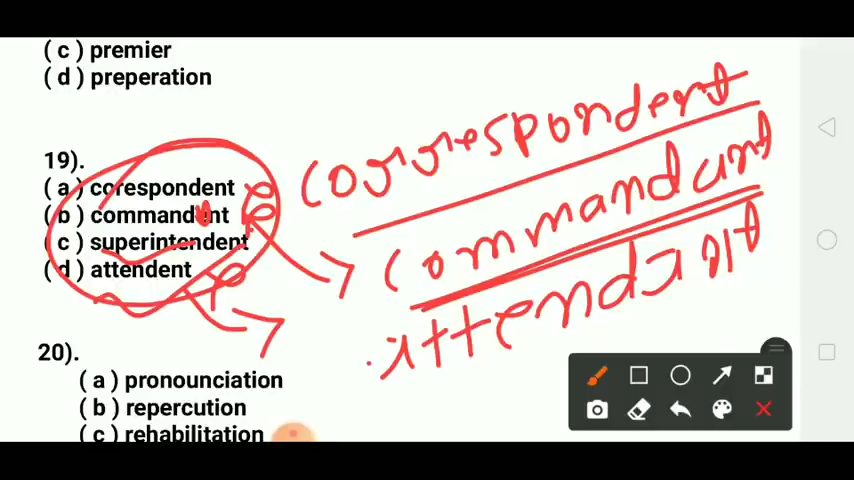 ( c ) premier
( d ) preperation
19).
( a ) corespondent
( b ) commandent
( c ) superintendent
( d ) attendent
correspondent
commandant
attendant
20).
( a ) pronounciation
( b ) repercution
( c ) rehabilitation